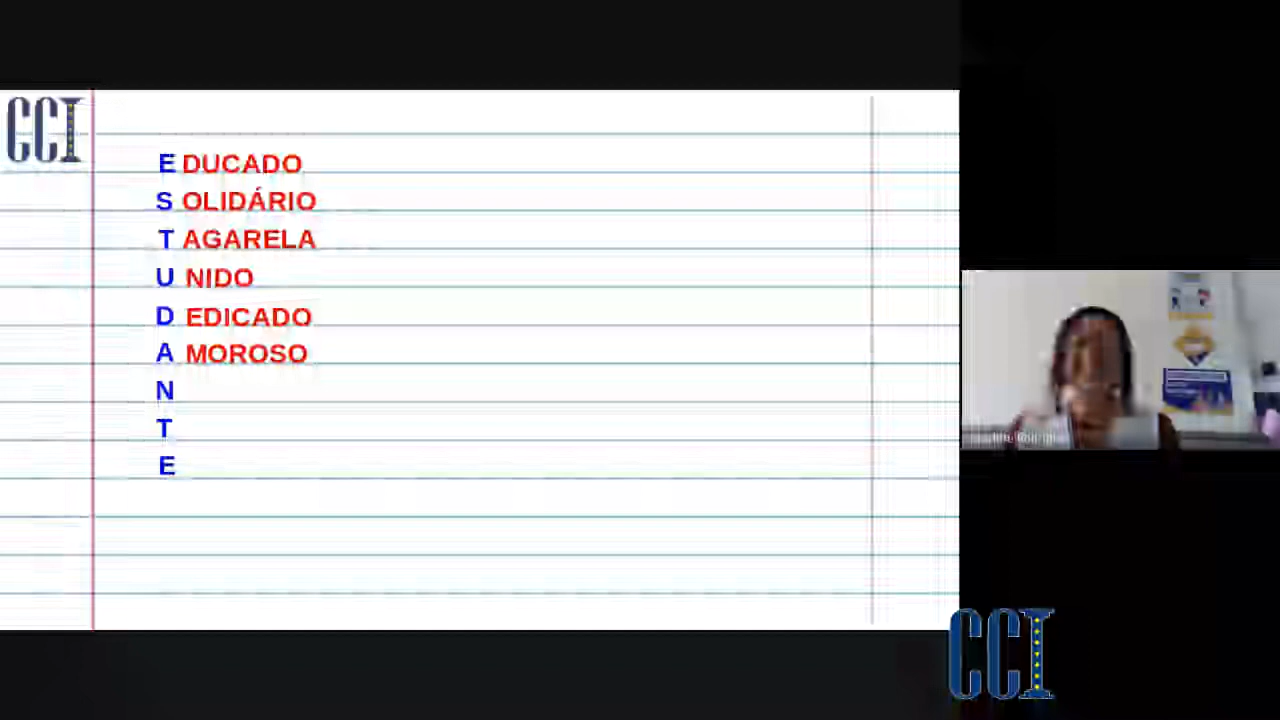 CCI
E DUCADO
S OLIDÁRIO
T AGARELA
U NIDO
D EDICADO
A MOROSO
N
T
E
CCI